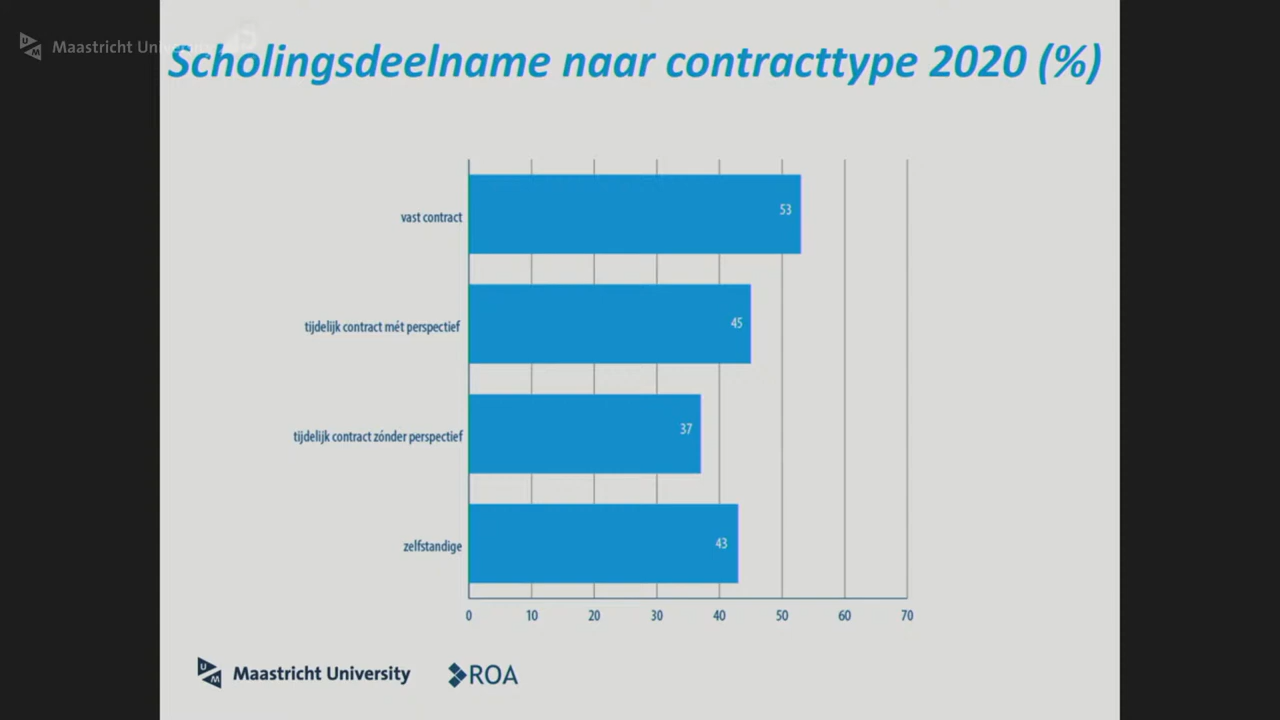 Maastricht University
Scholingsdeelname naar contracttype 2020 (%)
vast contract
53
tijdelijk contract mét perspectief
45
tijdelijk contract zónder perspectief
37
zelfstandige
43
0 10 20 30 40 50 60 70
Maastricht University
ROA